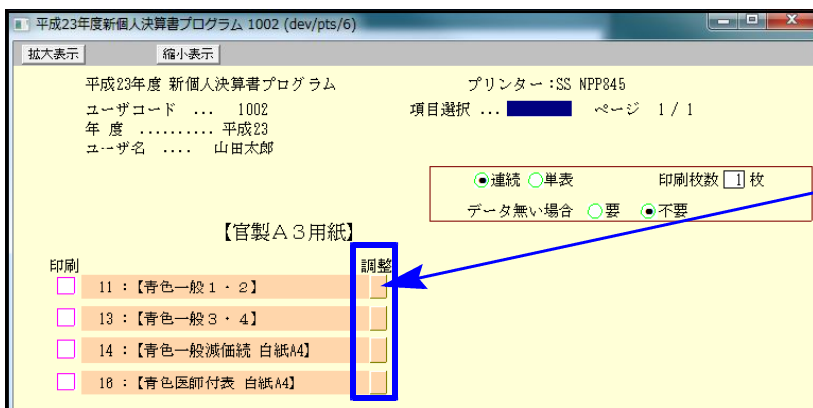 平成23年度新個人決算書プログラム 1002 (dev/pts/6)
拡大表示 縮小表示
平成23年度 新個人決算書プログラム プリンター:SS NPP845
ユーザコード ... 1002 項目選択 ... ページ 1/1
年 度 .......... 平成23
ユーザ名 .... 山田太郎
連続 単表 印刷枚数 1 枚
データ無い場合 要 不要
【官製A3用紙】
印刷 調整
11:【青色一般1・2】
13:【青色一般3・4】
14:【青色一般減価続 白紙A4】
16:【青色医師付表 白紙A4】